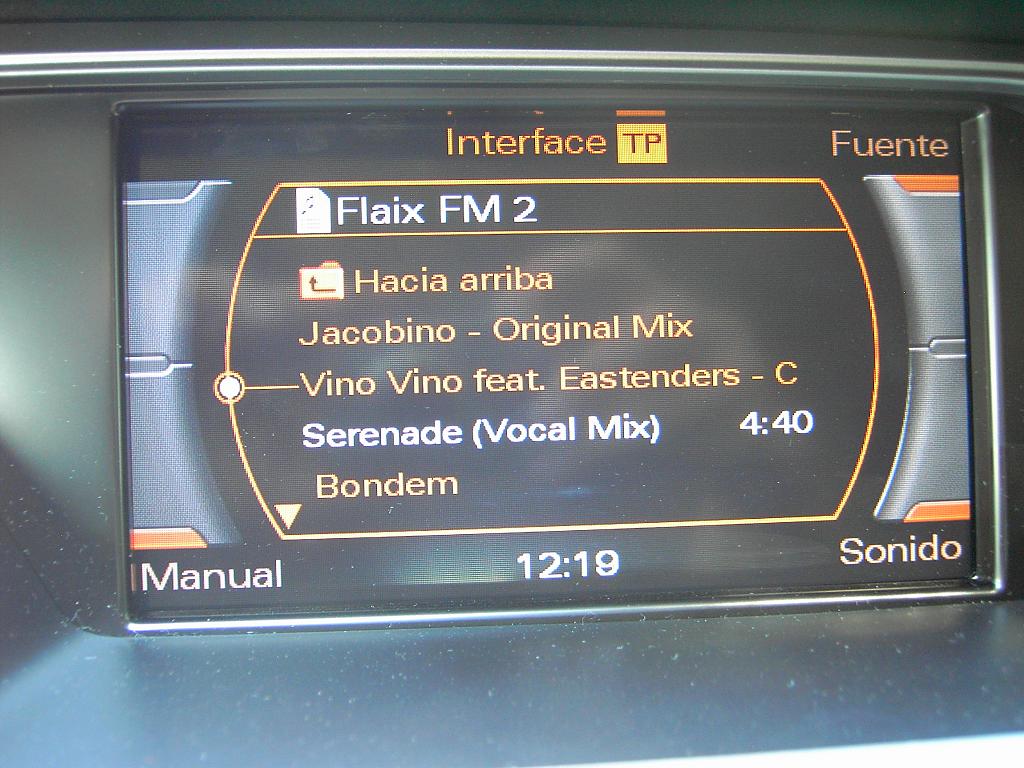 Interface TP
Fuente
Flaix FM 2
Hacia arriba
Jacobino - Original Mix
Vino Vino feat. Eastenders - C
Serenade (Vocal Mix) 4:40
Bondem
Manual
12:19
Sonido